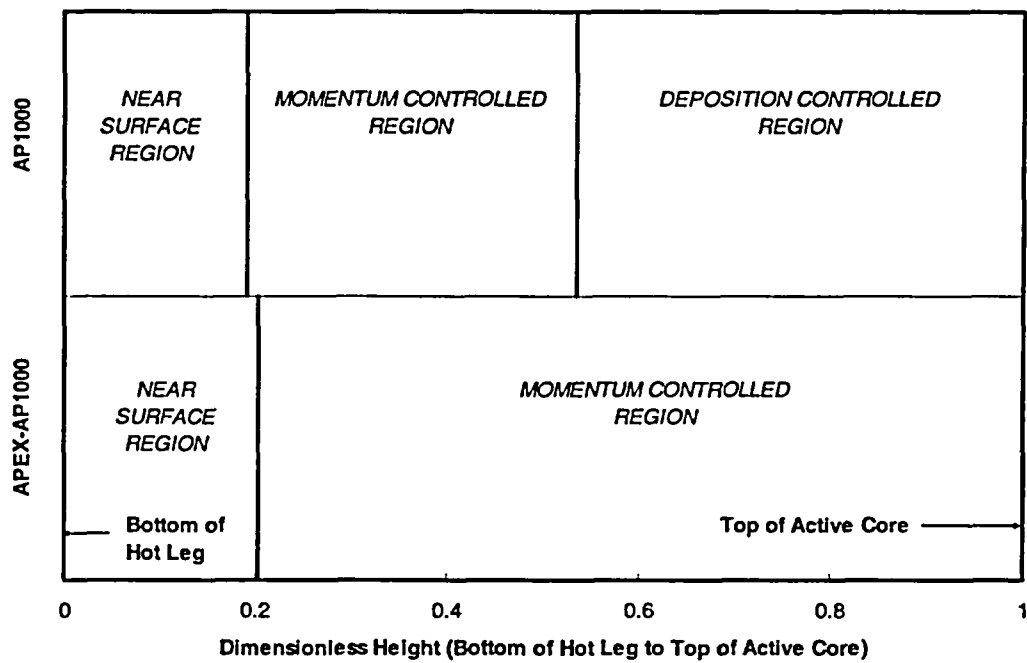 AP1000
NEAR
SURFACE
REGION
MOMENTUM CONTROLLED
REGION
DEPOSITION CONTROLLED
REGION
APEX-AP1000
NEAR
SURFACE
REGION
MOMENTUM CONTROLLED
REGION
Bottom of
Hot Leg
Top of Active Core
0
0.2
0.4
0.6
0.8
1
Dimensionless Height (Bottom of Hot Leg to Top of Active Core)